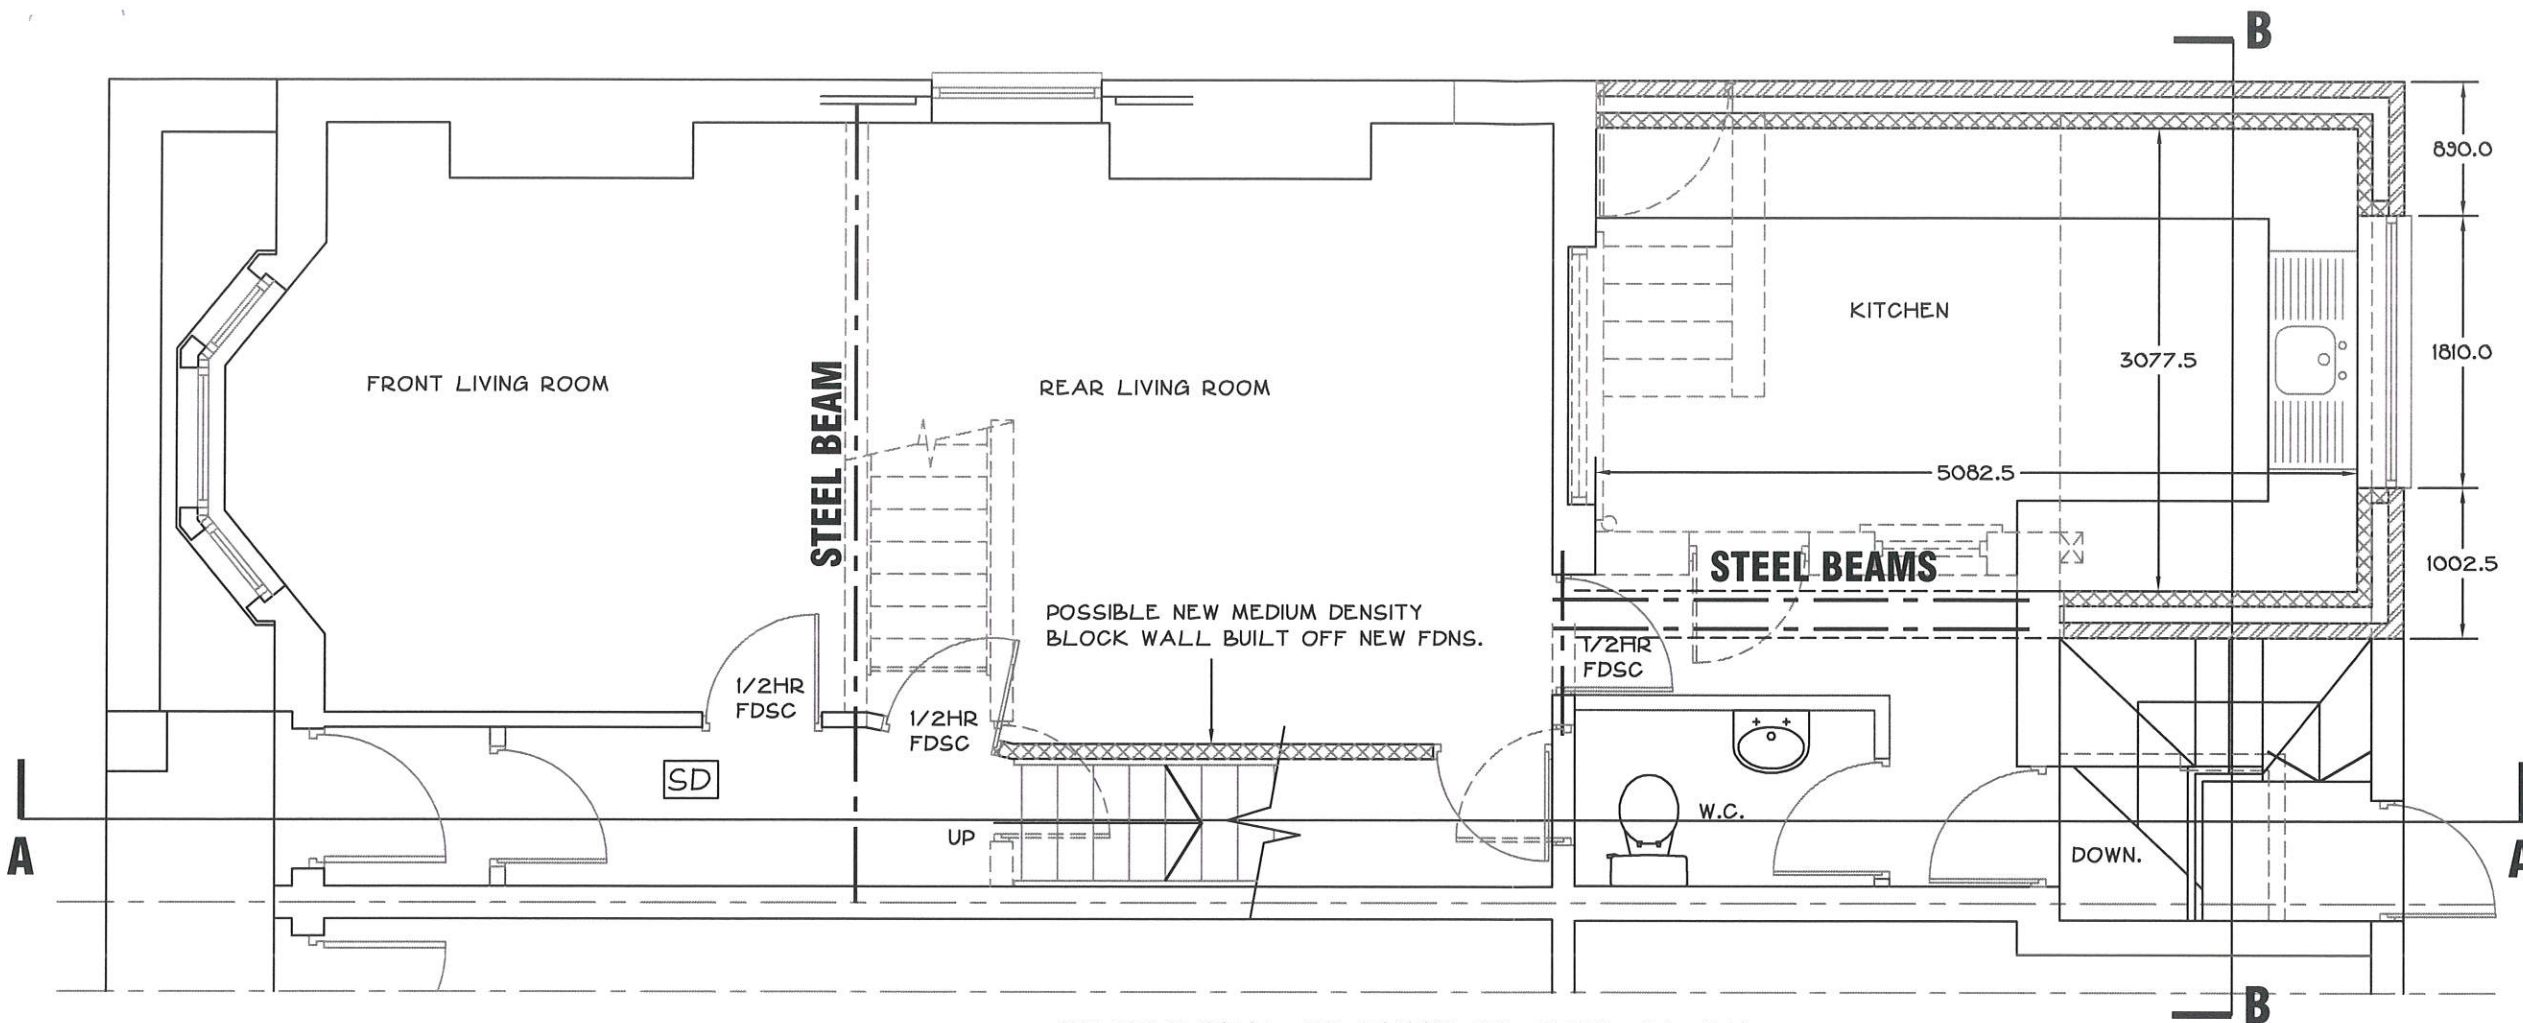 B
890.0
FRONT LIVING ROOM
STEEL BEAM
REAR LIVING ROOM
KITCHEN
3077.5
1810.0
5082.5
STEEL BEAMS
1002.5
POSSIBLE NEW MEDIUM DENSITY
BLOCK WALL BUILT OFF NEW FDNS.
1/2HR
FDSC
1/2HR
FDSC
1/2HR
FDSC
SD
UP
W.C.
DOWN.
A
A
B